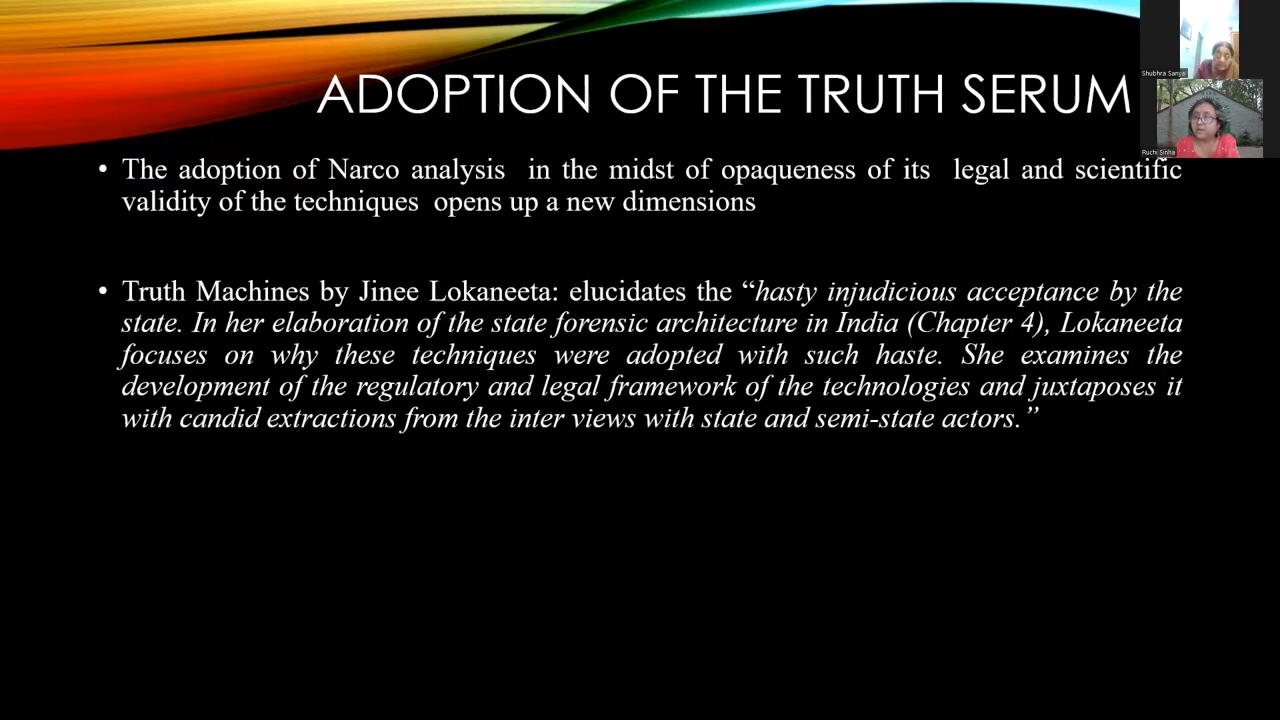 ADOPTION OF THE TRUTH SERUM
Shubhra Sanyal
Ruchi Sinha
• The adoption of Narco analysis in the midst of opaqueness of its legal and scientific
validity of the techniques opens up a new dimensions
• Truth Machines by Jinee Lokaneeta: elucidates the “hasty injudicious acceptance by the
state. In her elaboration of the state forensic architecture in India (Chapter 4), Lokaneeta
focuses on why these techniques were adopted with such haste. She examines the
development of the regulatory and legal framework of the technologies and juxtaposes it
with candid extractions from the inter views with state and semi-state actors.”